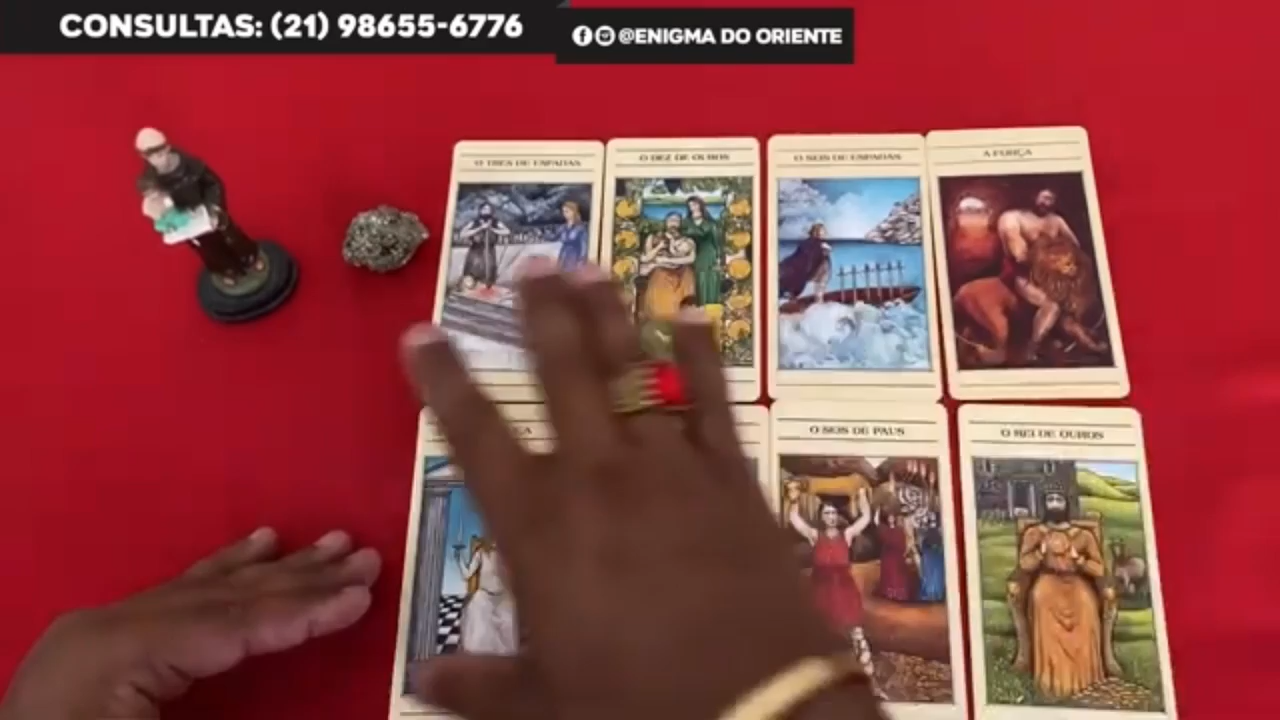 CONSULTAS: (21) 98655-6776
@ENIGMA DO ORIENTE
O TRES DE ESPADAS
O DEZ DE OUROS
O SEIS DE ESPADAS
A FORÇA
O SEIS DE PAUS
O REI DE OUROS